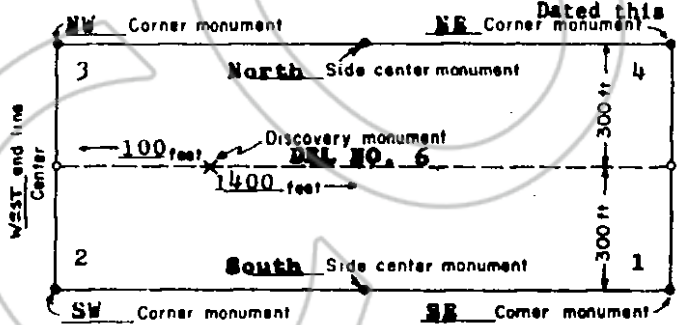 Dated this
NW Corner monument NE Corner monument
3 North Side center monument 4
300 ft
WEST end line
Center
100 feet Discovery monument
DRL NO. 6
1400 feet
300 ft
2 South Side center monument 1
SW Corner monument SE Corner monument